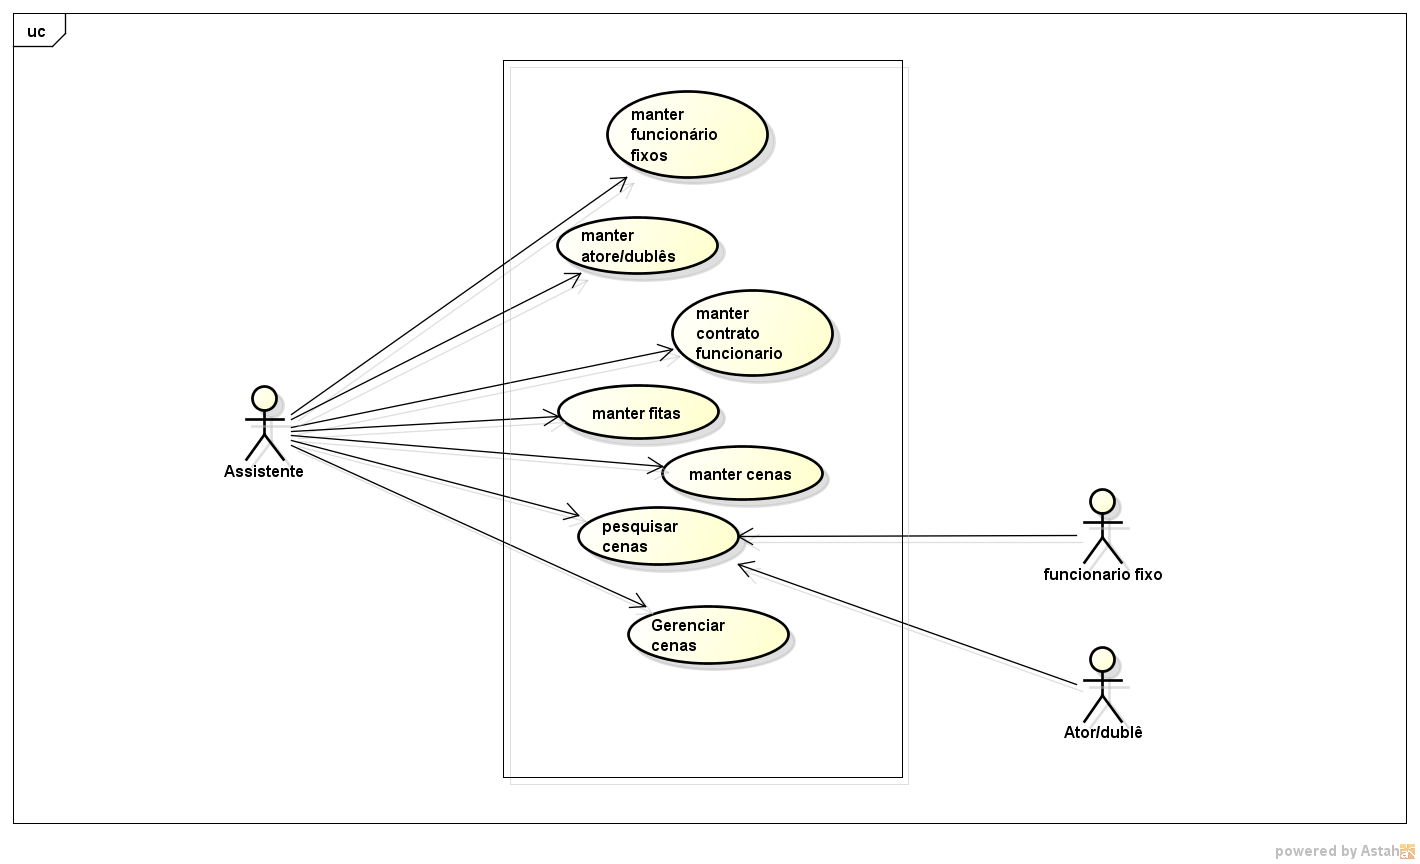 uc
manter
funcionário
fixos
manter
atore/dublês
manter
contrato
funcionario
manter fitas
manter cenas
pesquisar
cenas
Gerenciar
cenas
Assistente
funcionario fixo
Ator/dublê
powered by Astah